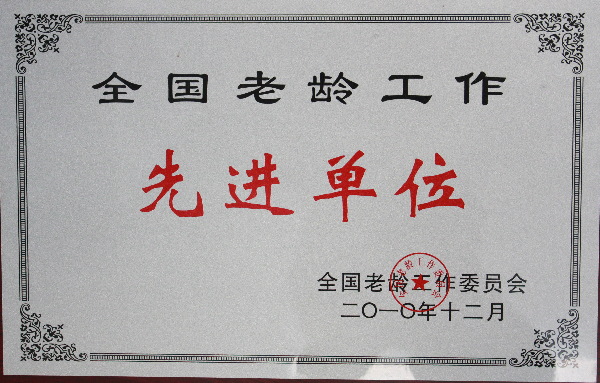 全国老龄工作
先进单位
全国老龄工作委员会
二〇一〇年十二月